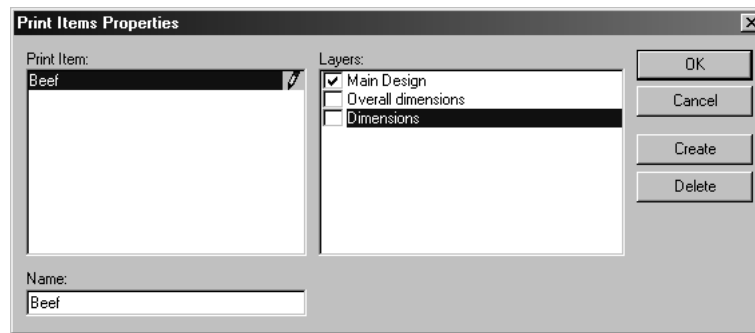 Print Items Properties
Print Item:
Beef
Layers:
Main Design
Overall dimensions
Dimensions
OK
Cancel
Create
Delete
Name:
Beef